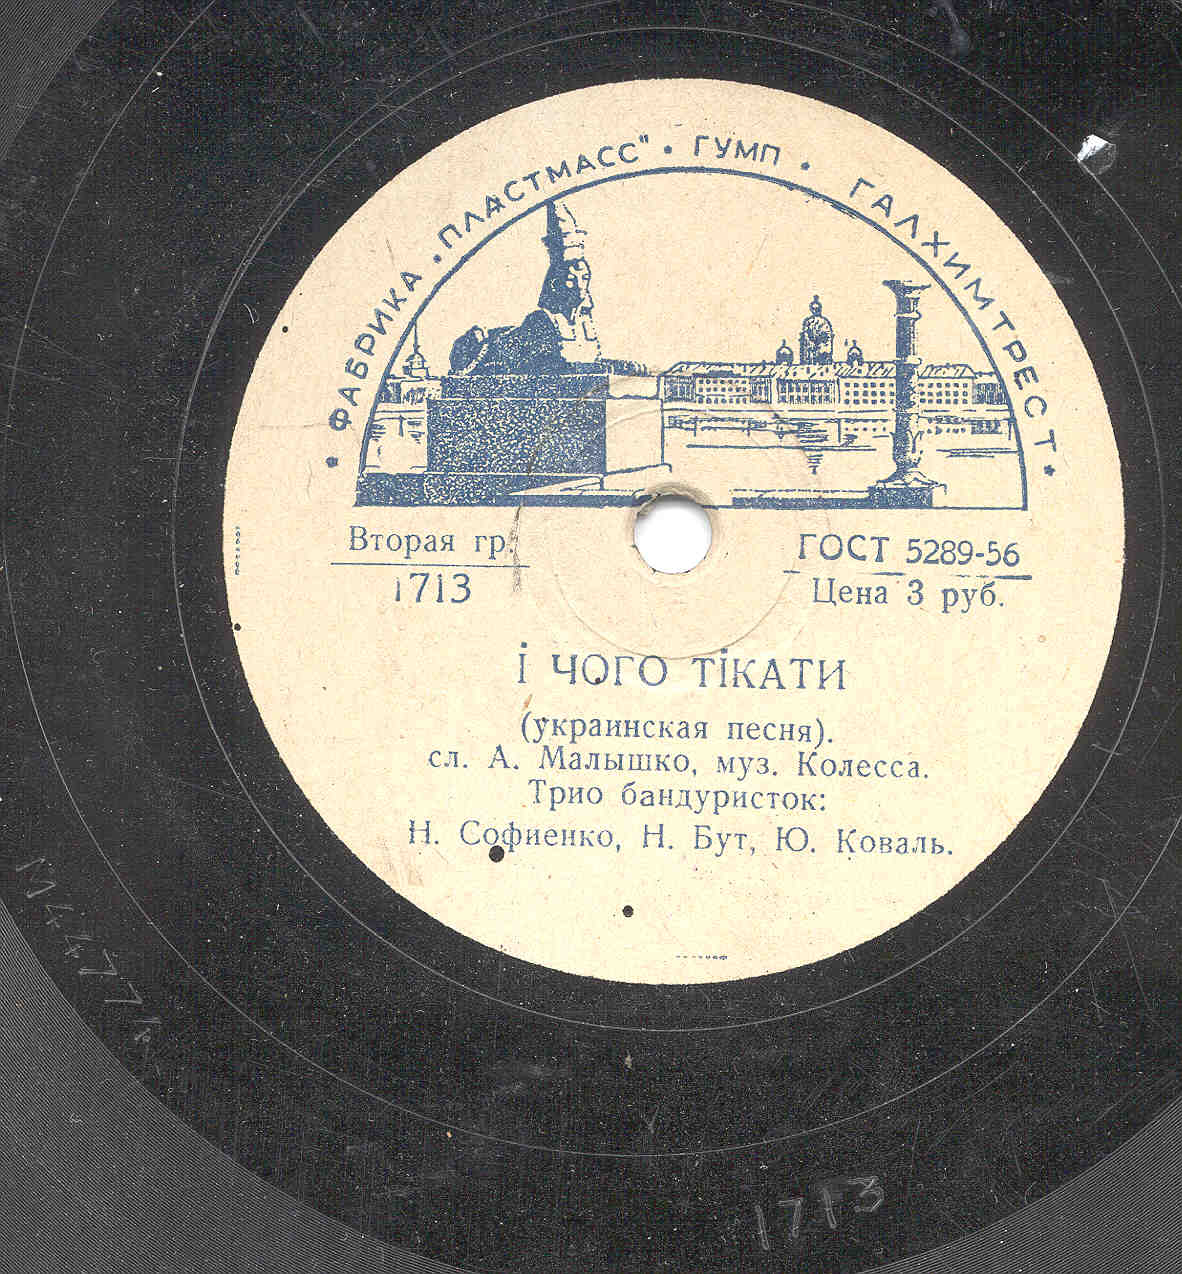 ФАБРИКА „ПЛАСТМАСС" · ГУМП · ГАЛХИМТРЕСТ
Вторая гр.
1713
ГОСТ 5289-56
Цена 3 руб.
І ЧОГО ТІКАТИ
(украинская песня).
сл. А. Малышко, муз. Колесса.
Трио бандуристок:
Н. Софиенко, Н. Бут, Ю. Коваль.
1713